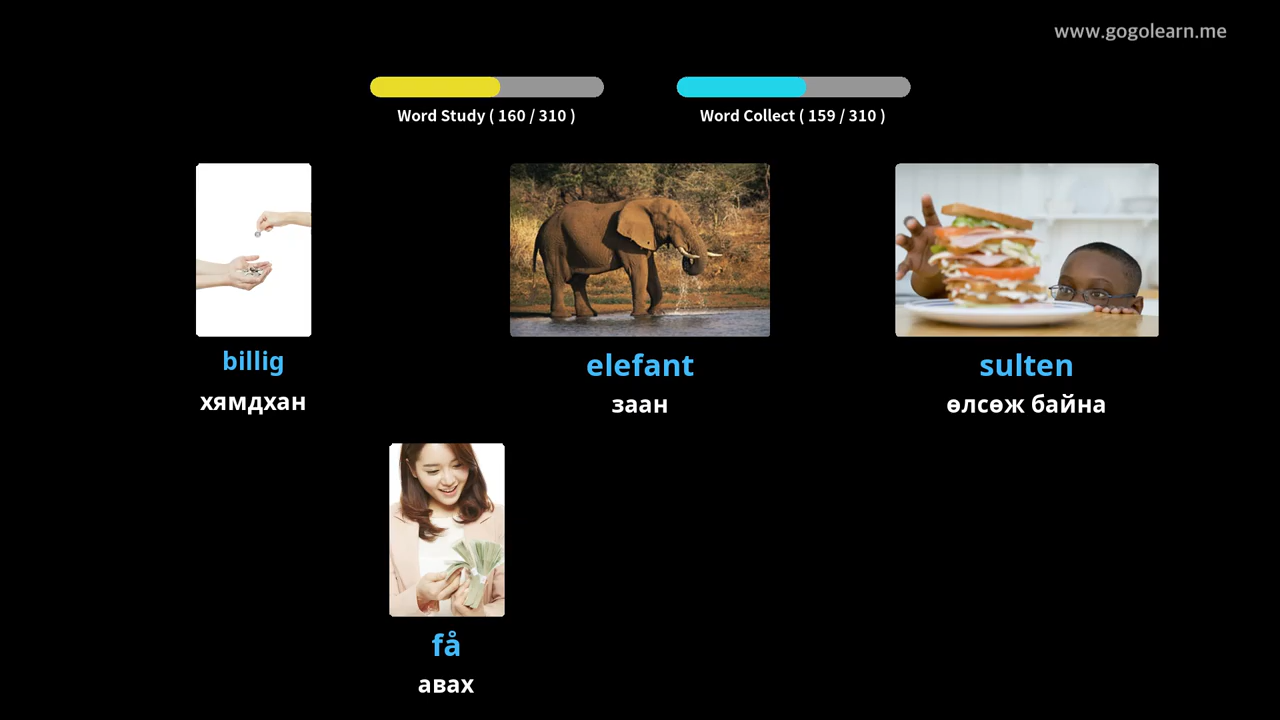 www.gogolearn.me
Word Study ( 160 / 310 )
Word Collect ( 159 / 310 )
billig
хямдхан
elefant
заан
sulten
өлсөж байна
få
авах